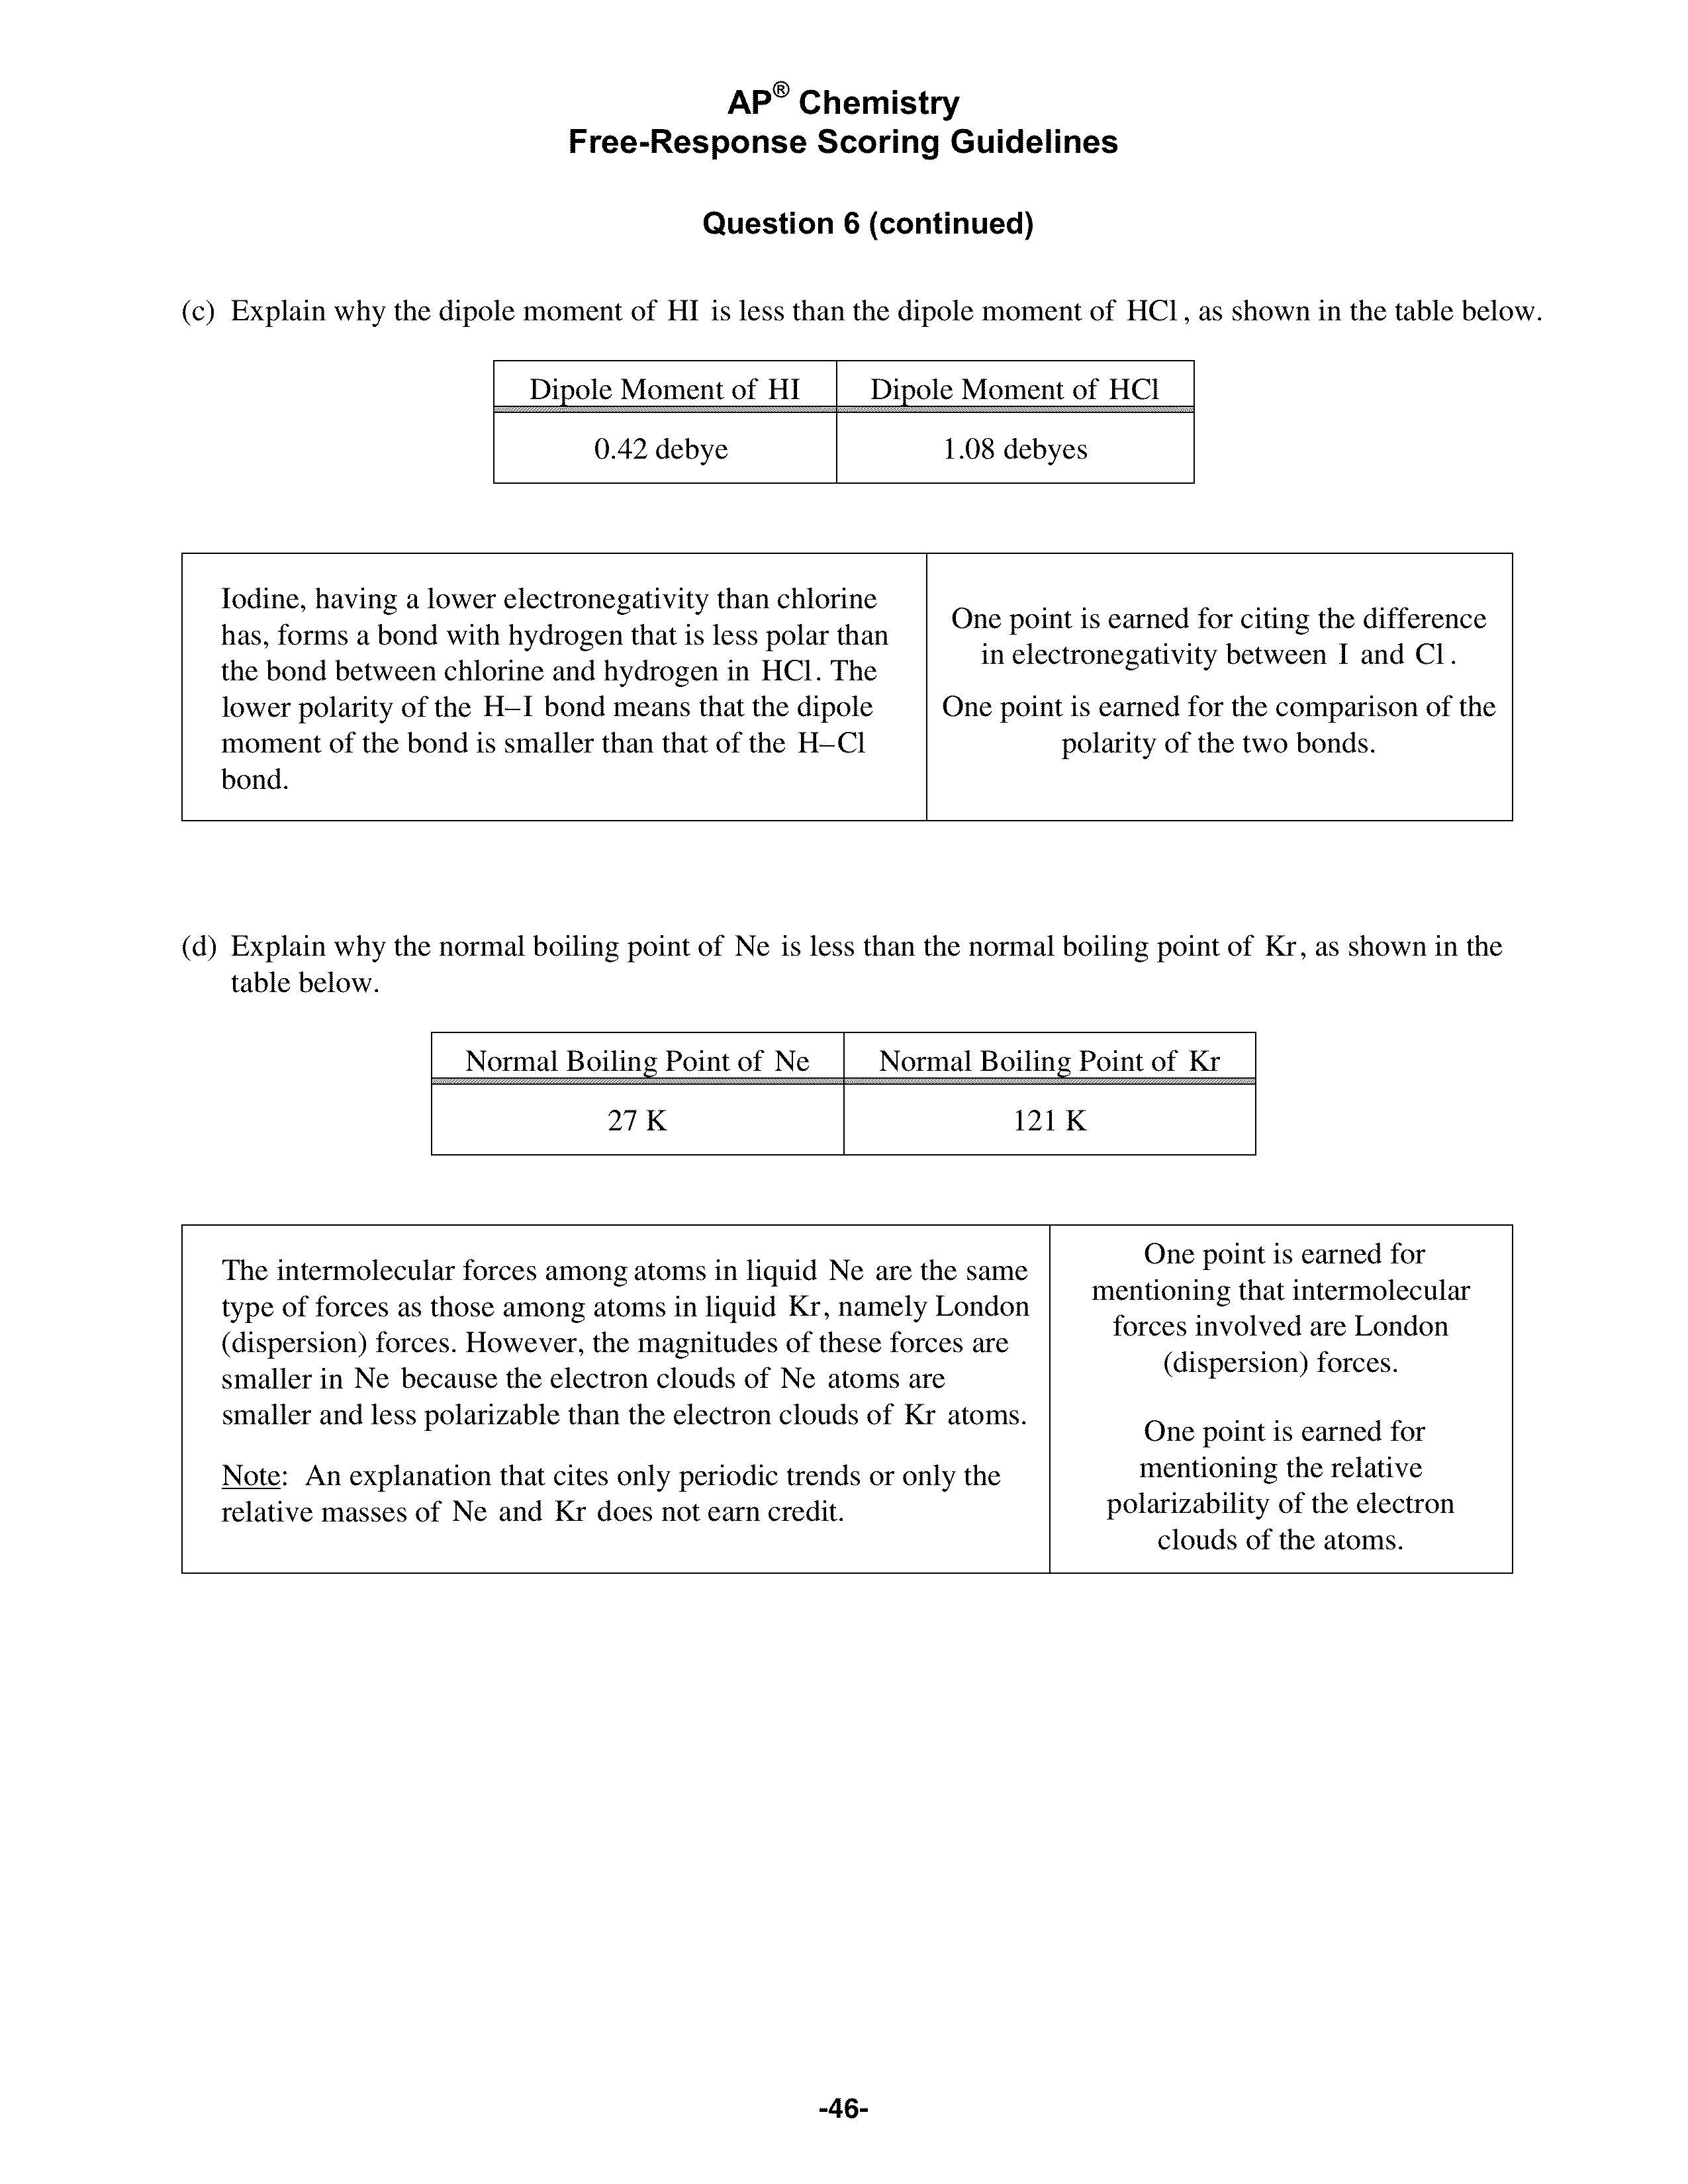 AP® Chemistry
Free-Response Scoring Guidelines
Question 6 (continued)
(c) Explain why the dipole moment of HI is less than the dipole moment of HCl, as shown in the table below.
Dipole Moment of HI Dipole Moment of HCl
0.42 debye 1.08 debyes
Iodine, having a lower electronegativity than chlorine
has, forms a bond with hydrogen that is less polar than
the bond between chlorine and hydrogen in HCl. The
lower polarity of the H–I bond means that the dipole
moment of the bond is smaller than that of the H–Cl
bond.
One point is earned for citing the difference
in electronegativity between I and Cl.
One point is earned for the comparison of the
polarity of the two bonds.
(d) Explain why the normal boiling point of Ne is less than the normal boiling point of Kr, as shown in the
table below.
Normal Boiling Point of Ne Normal Boiling Point of Kr
27 K 121 K
The intermolecular forces among atoms in liquid Ne are the same
type of forces as those among atoms in liquid Kr, namely London
(dispersion) forces. However, the magnitudes of these forces are
smaller in Ne because the electron clouds of Ne atoms are
smaller and less polarizable than the electron clouds of Kr atoms.
Note: An explanation that cites only periodic trends or only the
relative masses of Ne and Kr does not earn credit.
One point is earned for
mentioning that intermolecular
forces involved are London
(dispersion) forces.
One point is earned for
mentioning the relative
polarizability of the electron
clouds of the atoms.
-46-